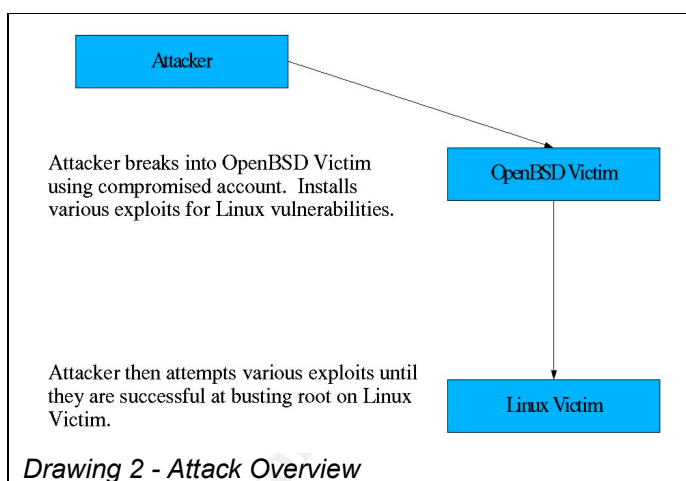 Attacker
Attacker breaks into OpenBSD Victim
using compromised account. Installs
various exploits for Linux vulnerabilities.
OpenBSD Victim
Attacker then attempts various exploits until
they are successful at busting root on Linux
Victim.
Linux Victim
Drawing 2 - Attack Overview